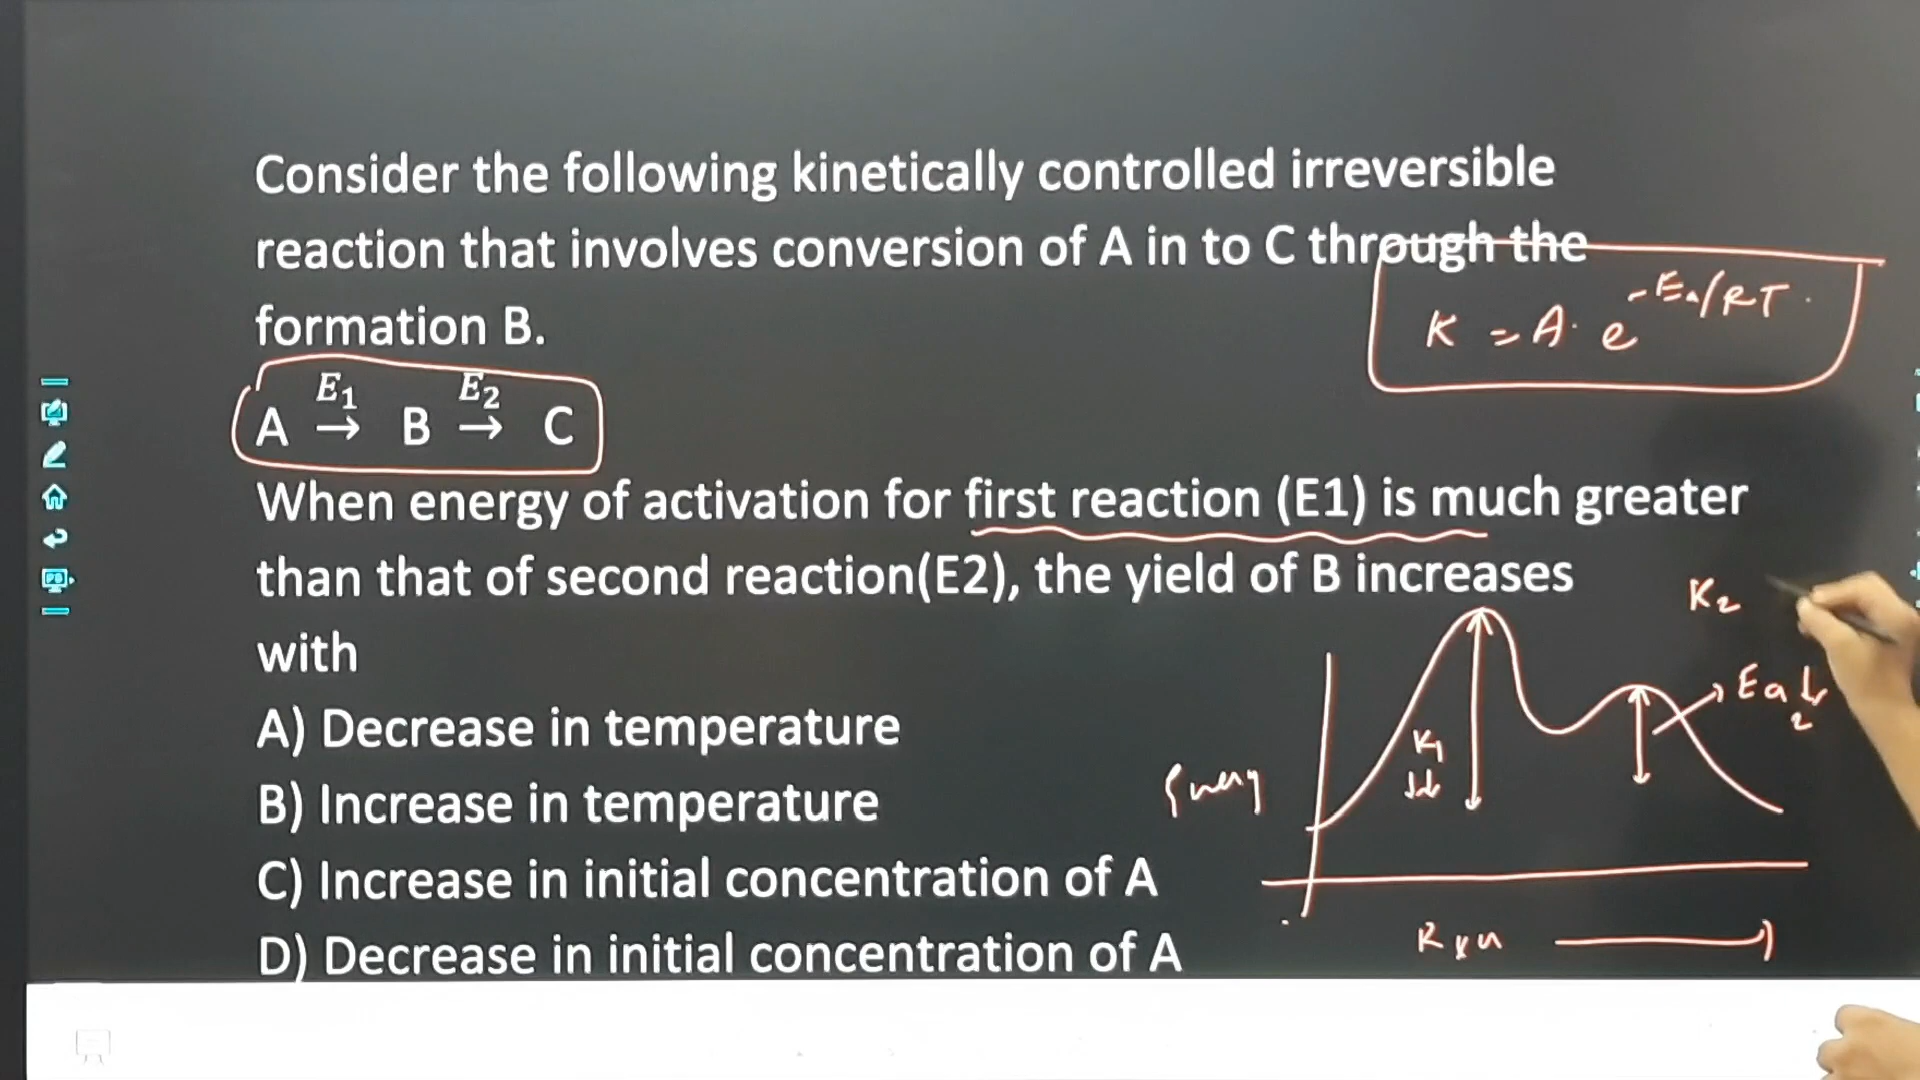 Consider the following kinetically controlled irreversible
reaction that involves conversion of A in to C through the
formation B.
K = A. e^-Ea/RT.
E1 E2
A → B → C
When energy of activation for first reaction (E1) is much greater
than that of second reaction(E2), the yield of B increases
with
A) Decrease in temperature
B) Increase in temperature
C) Increase in initial concentration of A
D) Decrease in initial concentration of A
K2
Ea ↓
2
K1
↓↓
Energy
Rxn →